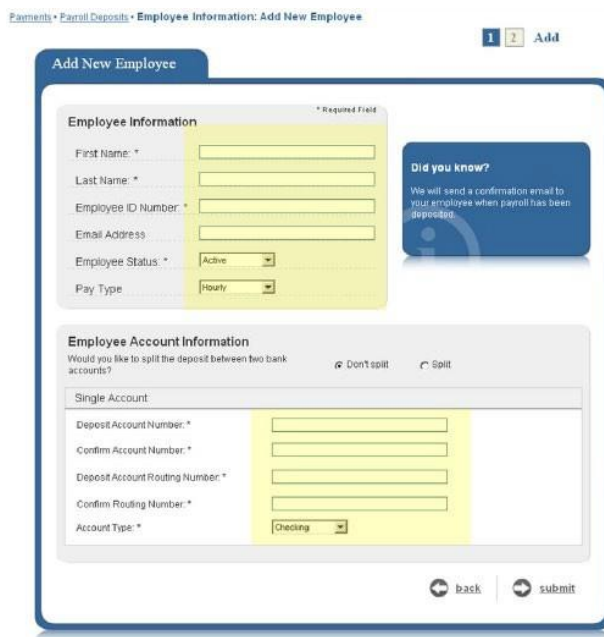 Payments • Payroll Deposits • Employee Information: Add New Employee
1 2 Add
Add New Employee
* Required Field
Employee Information
First Name: *
Last Name: *
Employee ID Number: *
Email Address
Employee Status: * Active
Pay Type Hourly
Did you know?
We will send a confirmation email to
your employee when payroll has been
deposited.
Employee Account Information
Would you like to split the deposit between two bank
accounts?
Don't split Split
Single Account
Deposit Account Number: *
Confirm Account Number: *
Deposit Account Routing Number: *
Confirm Routing Number: *
Account Type: * Checking
back submit